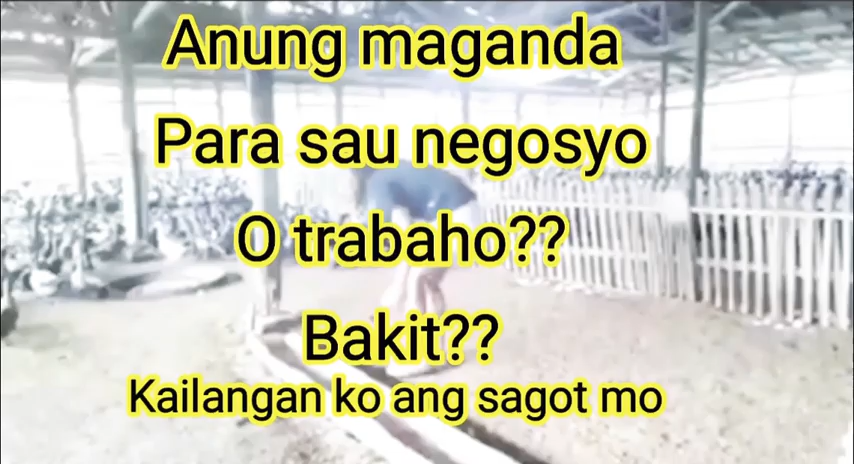 Anung maganda
Para sau negosyo
O trabaho??
Bakit??
Kailangan ko ang sagot mo